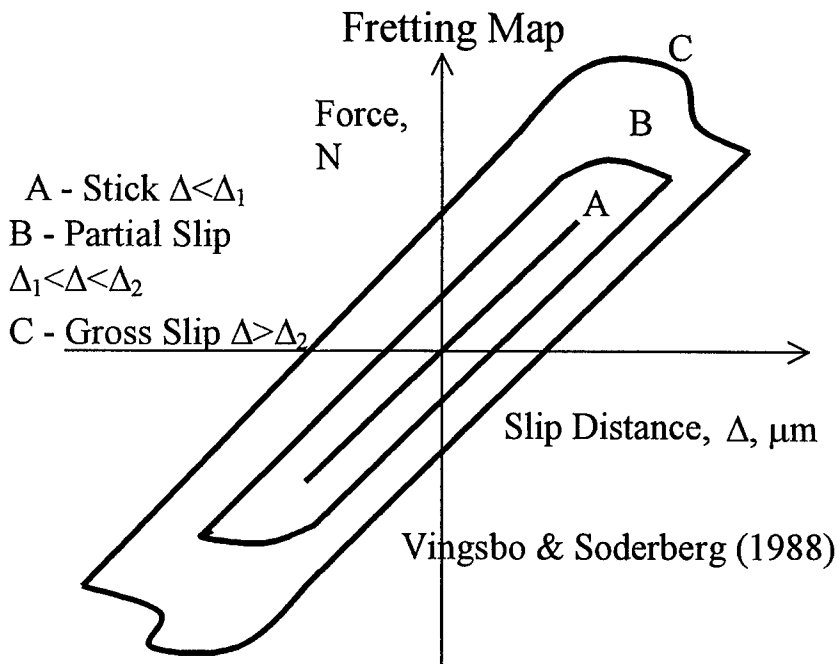 Fretting Map
C
Force,
N
B
A - Stick Δ<Δ₁
A
B - Partial Slip
Δ₁<Δ<Δ₂
C - Gross Slip Δ>Δ₂
Slip Distance, Δ, μm
Vingsbo & Soderberg (1988)